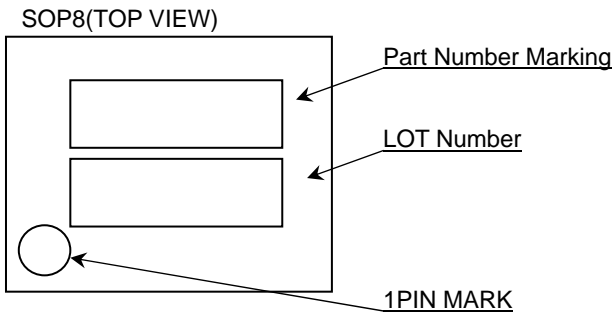 SOP8(TOP VIEW)
Part Number Marking
LOT Number
1PIN MARK